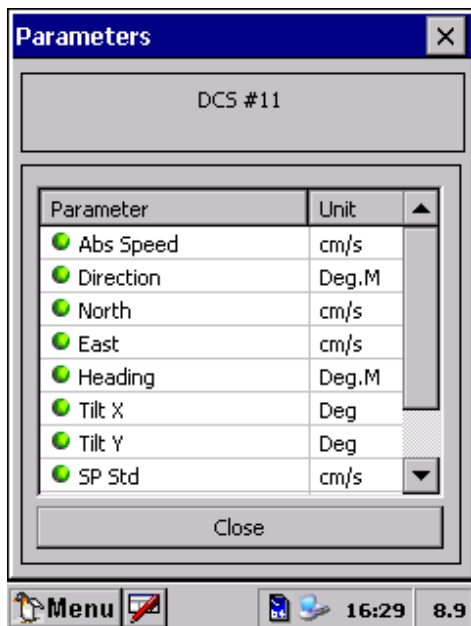 Parameters
DCS #11
Parameter Unit
Abs Speed cm/s
Direction Deg.M
North cm/s
East cm/s
Heading Deg.M
Tilt X Deg
Tilt Y Deg
SP Std cm/s
Close
Menu 16:29 8.9